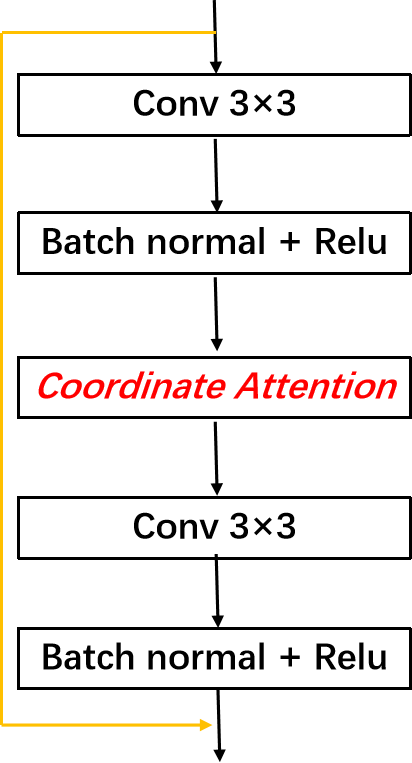 Conv 3×3
Batch normal + Relu
Coordinate Attention
Conv 3×3
Batch normal + Relu